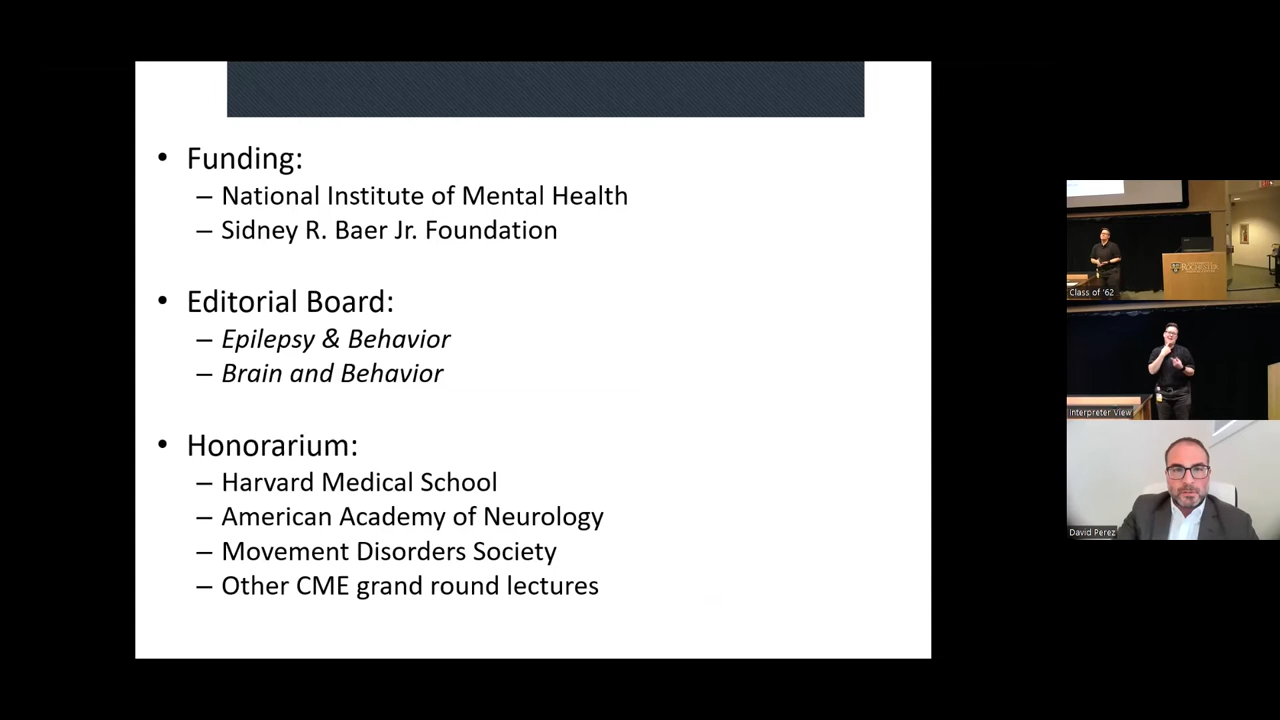 • Funding:
– National Institute of Mental Health
– Sidney R. Baer Jr. Foundation
• Editorial Board:
– Epilepsy & Behavior
– Brain and Behavior
• Honorarium:
– Harvard Medical School
– American Academy of Neurology
– Movement Disorders Society
– Other CME grand round lectures
ROCHESTER
Class of '62
Interpreter View
David Perez